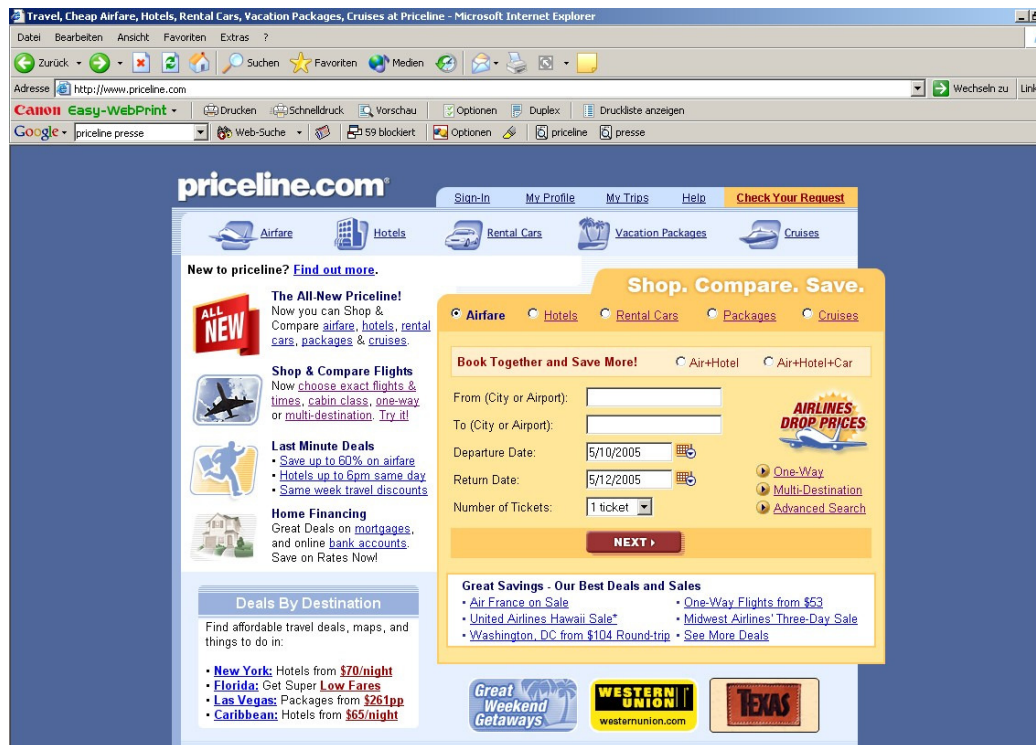 Travel, Cheap Airfare, Hotels, Rental Cars, Vacation Packages, Cruises at Priceline - Microsoft Internet Explorer
Datei Bearbeiten Ansicht Favoriten Extras ?
Zurück Suchen Favoriten Medien
Adresse http://www.priceline.com Wechseln zu Link
Canon Easy-WebPrint Drucken Schnelldruck Vorschau Optionen Duplex Druckliste anzeigen
Google priceline presse Web-Suche 59 blockiert Optionen priceline presse
priceline.com®
Sign-In My Profile My Trips Help Check Your Request
Airfare Hotels Rental Cars Vacation Packages Cruises
New to priceline? Find out more.
ALL NEW
The All-New Priceline!
Now you can Shop &
Compare airfare, hotels, rental
cars, packages & cruises.
Shop & Compare Flights
Now choose exact flights &
times, cabin class, one-way
or multi-destination. Try it!
Last Minute Deals
• Save up to 60% on airfare
• Hotels up to 6pm same day
• Same week travel discounts
Home Financing
Great Deals on mortgages,
and online bank accounts.
Save on Rates Now!
Deals By Destination
Find affordable travel deals, maps, and
things to do in:
• New York: Hotels from $70/night
• Florida: Get Super Low Fares
• Las Vegas: Packages from $261pp
• Caribbean: Hotels from $65/night
Shop. Compare. Save.
Airfare Hotels Rental Cars Packages Cruises
Book Together and Save More! Air+Hotel Air+Hotel+Car
From (City or Airport):
To (City or Airport):
Departure Date: 5/10/2005
Return Date: 5/12/2005
Number of Tickets: 1 ticket
AIRLINES
DROP PRICES
One-Way
Multi-Destination
Advanced Search
NEXT
Great Savings - Our Best Deals and Sales
• Air France on Sale
• United Airlines Hawaii Sale*
• Washington, DC from $104 Round-trip
• One-Way Flights from $53
• Midwest Airlines' Three-Day Sale
• See More Deals
Great
Weekend
Getaways
WESTERN
UNION
westernunion.com
TEXAS